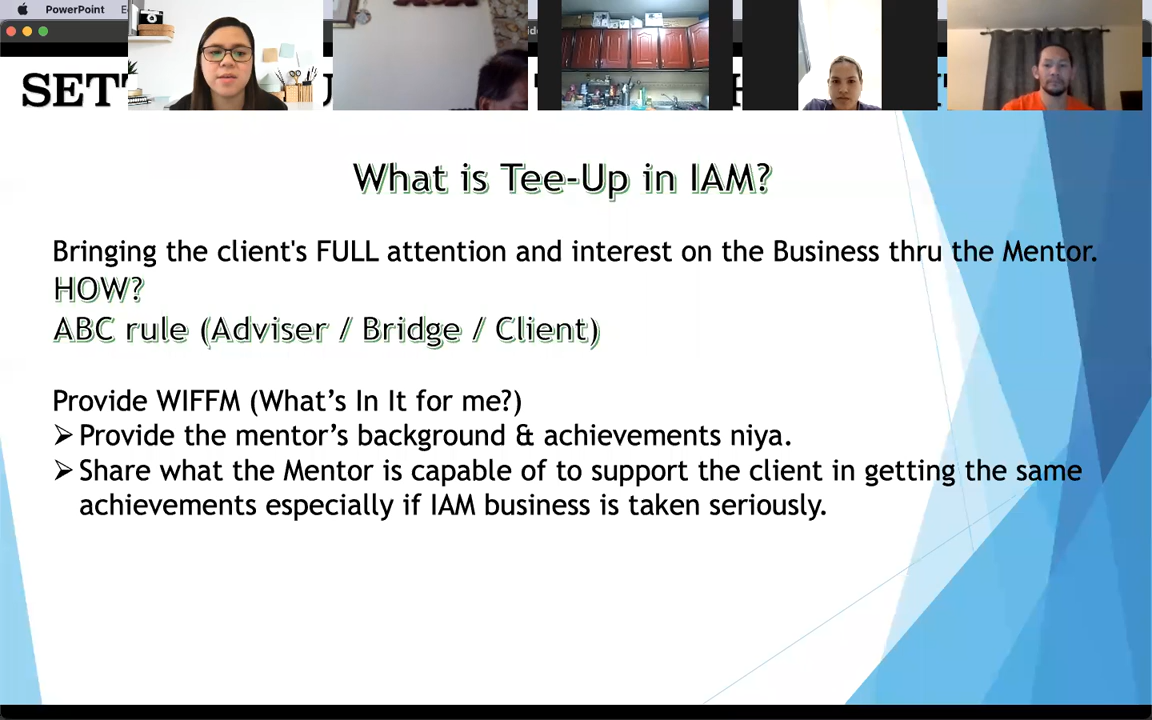 PowerPoint
SETT
What is Tee-Up in IAM?
Bringing the client's FULL attention and interest on the Business thru the Mentor.
HOW?
ABC rule (Adviser / Bridge / Client)
Provide WIFFM (What’s In It for me?)
➢ Provide the mentor’s background & achievements niya.
➢ Share what the Mentor is capable of to support the client in getting the same
achievements especially if IAM business is taken seriously.